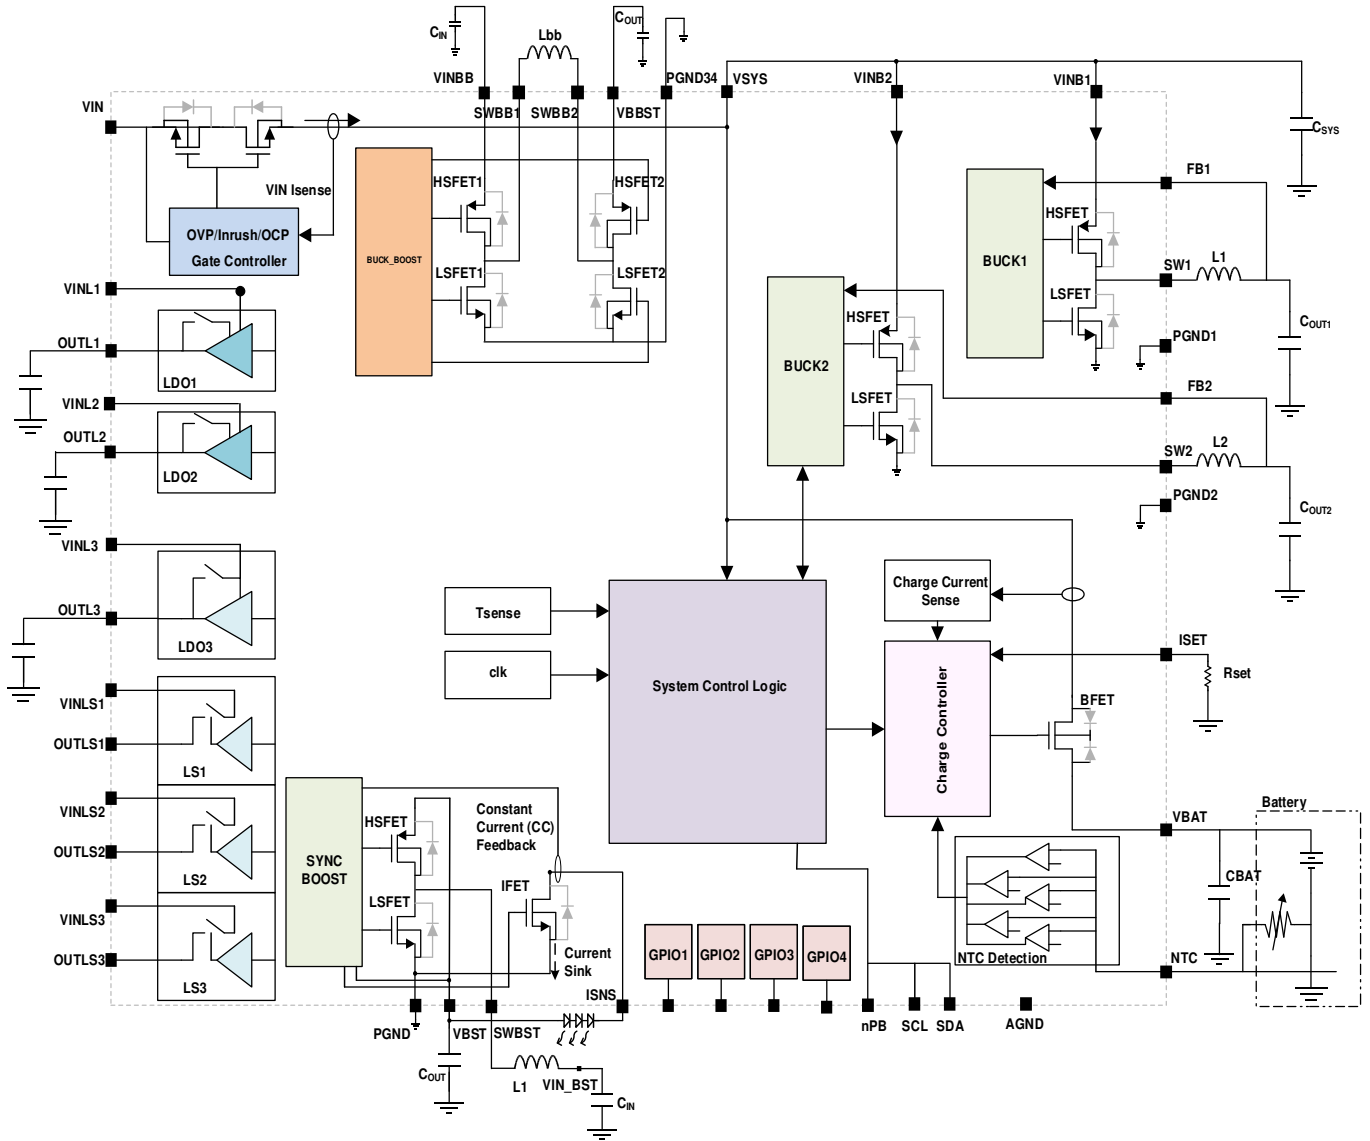 CIN
Lbb
COUT
VINBB
SWBB1
SWBB2
VBBST
PGND34
VSYS
VINB2
VINB1
CSYS
VIN
VIN Isense
OVP/Inrush/OCP
Gate Controller
BUCK_BOOST
HSFET1
HSFET2
LSFET1
LSFET2
FB1
HSFET
BUCK1
LSFET
SW1
L1
COUT1
PGND1
VINL1
OUTL1
LDO1
VINL2
OUTL2
LDO2
HSFET
BUCK2
LSFET
FB2
SW2
L2
PGND2
COUT2
VINL3
OUTL3
LDO3
Tsense
clk
System Control Logic
Charge Current
Sense
Charge Controller
ISET
Rset
BFET
VINLS1
OUTLS1
LS1
VINLS2
OUTLS2
LS2
VINLS3
OUTLS3
LS3
SYNC
BOOST
HSFET
LSFET
Constant
Current (CC)
Feedback
IFET
Current
Sink
ISNS
GPIO1
GPIO2
GPIO3
GPIO4
NTC Detection
VBAT
Battery
CBAT
NTC
PGND
VBST
SWBST
nPB
SCL
SDA
AGND
COUT
L1
VIN_BST
CIN